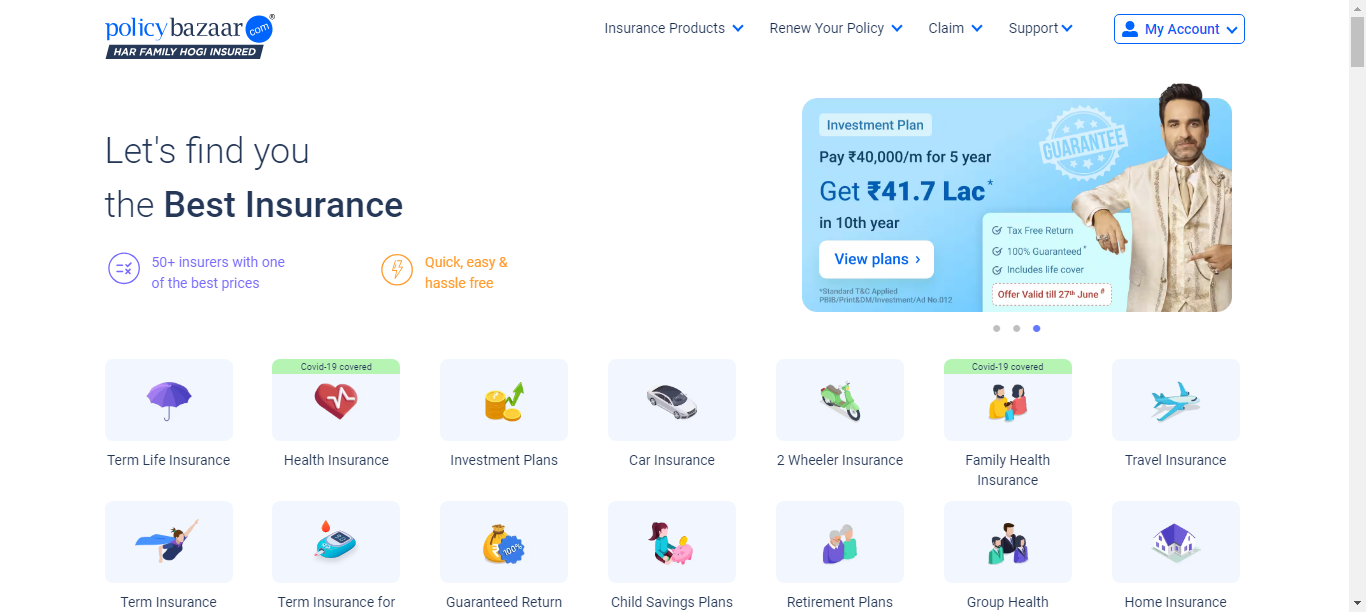 policybazaar.com®
HAR FAMILY HOGI INSURED
Insurance Products
Renew Your Policy
Claim
Support
My Account
Let's find you
the Best Insurance
50+ insurers with one
of the best prices
Quick, easy &
hassle free
Investment Plan
GUARANTEE
Pay ₹40,000/m for 5 year
Get ₹41.7 Lac*
in 10th year
View plans ›
*Standard T&C Applied
PBIB/Print&DM/Investment/Ad No.012
Tax Free Return
100% Guaranteed*
Includes life cover
Offer Valid till 27th June
Term Life Insurance
Covid-19 covered
Health Insurance
Investment Plans
Car Insurance
2 Wheeler Insurance
Covid-19 covered
Family Health
Insurance
Travel Insurance
Term Insurance
Term Insurance for
100%
Guaranteed Return
Child Savings Plans
Retirement Plans
Group Health
Home Insurance